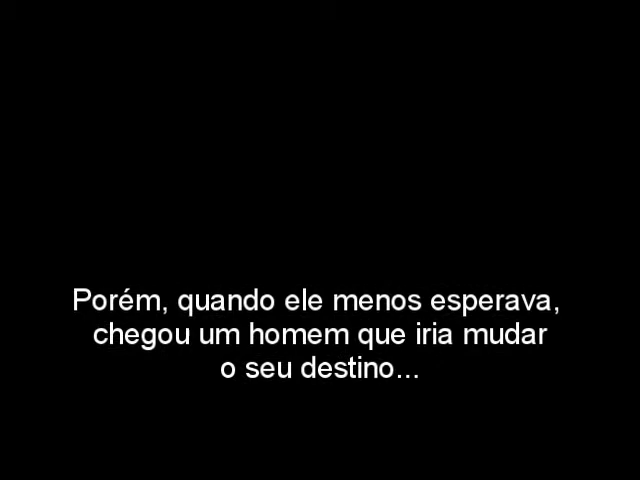 Porém, quando ele menos esperava,
chegou um homem que iria mudar
o seu destino...